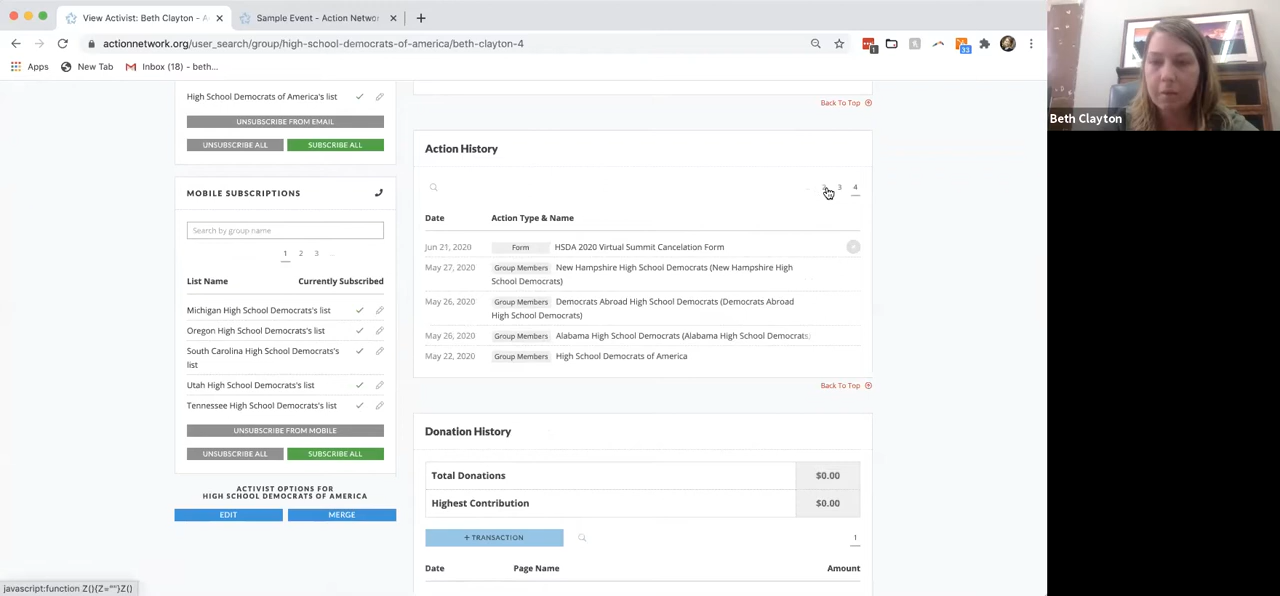 View Activist: Beth Clayton - A
Sample Event - Action Networ
actionnetwork.org/user_search/group/high-school-democrats-of-america/beth-clayton-4
1
33
Apps
New Tab
Inbox (18) - beth...
High School Democrats of America's list
UNSUBSCRIBE FROM EMAIL
UNSUBSCRIBE ALL
SUBSCRIBE ALL
MOBILE SUBSCRIPTIONS
Search by group name
1 2 3 ...
List Name Currently Subscribed
Michigan High School Democrats's list
Oregon High School Democrats's list
South Carolina High School Democrats's
list
Utah High School Democrats's list
Tennessee High School Democrats's list
UNSUBSCRIBE FROM MOBILE
UNSUBSCRIBE ALL
SUBSCRIBE ALL
ACTIVIST OPTIONS FOR
HIGH SCHOOL DEMOCRATS OF AMERICA
EDIT
MERGE
Back To Top
Action History
... 2 3 4
Date Action Type & Name
Jun 21, 2020 Form HSDA 2020 Virtual Summit Cancelation Form
May 27, 2020 Group Members New Hampshire High School Democrats (New Hampshire High
School Democrats)
May 26, 2020 Group Members Democrats Abroad High School Democrats (Democrats Abroad
High School Democrats)
May 26, 2020 Group Members Alabama High School Democrats (Alabama High School Democrats)
May 22, 2020 Group Members High School Democrats of America
Back To Top
Donation History
Total Donations $0.00
Highest Contribution $0.00
+ TRANSACTION
1
Date Page Name Amount
javascript:function Z(){Z=""}Z()
Beth Clayton